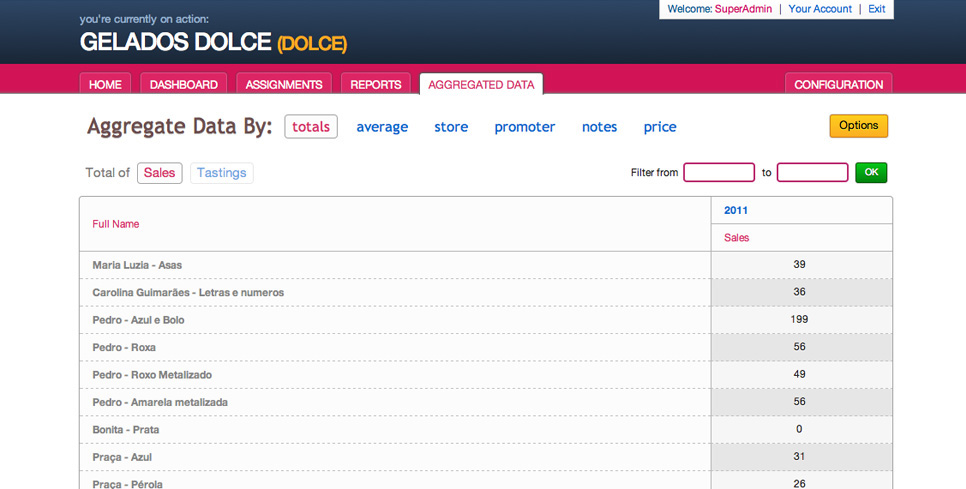 Welcome: SuperAdmin | Your Account | Exit
you're currently on action:
GELADOS DOLCE (DOLCE)
HOME DASHBOARD ASSIGNMENTS REPORTS AGGREGATED DATA CONFIGURATION
Aggregate Data By: totals average store promoter notes price Options
Total of Sales Tastings Filter from to OK
Full Name
2011
Sales
Maria Luzia - Asas 39
Carolina Guimarães - Letras e numeros 36
Pedro - Azul e Bolo 199
Pedro - Roxa 56
Pedro - Roxo Metalizado 49
Pedro - Amarela metalizada 56
Bonita - Prata 0
Praça - Azul 31
Praça - Pérola 26